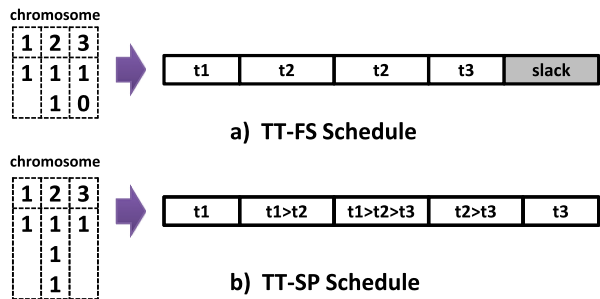 chromosome
1 2 3
1 1 1
1 0
t1 t2 t2 t3 slack
a) TT-FS Schedule
chromosome
1 2 3
1 1 1
1
1
t1 t1>t2 t1>t2>t3 t2>t3 t3
b) TT-SP Schedule